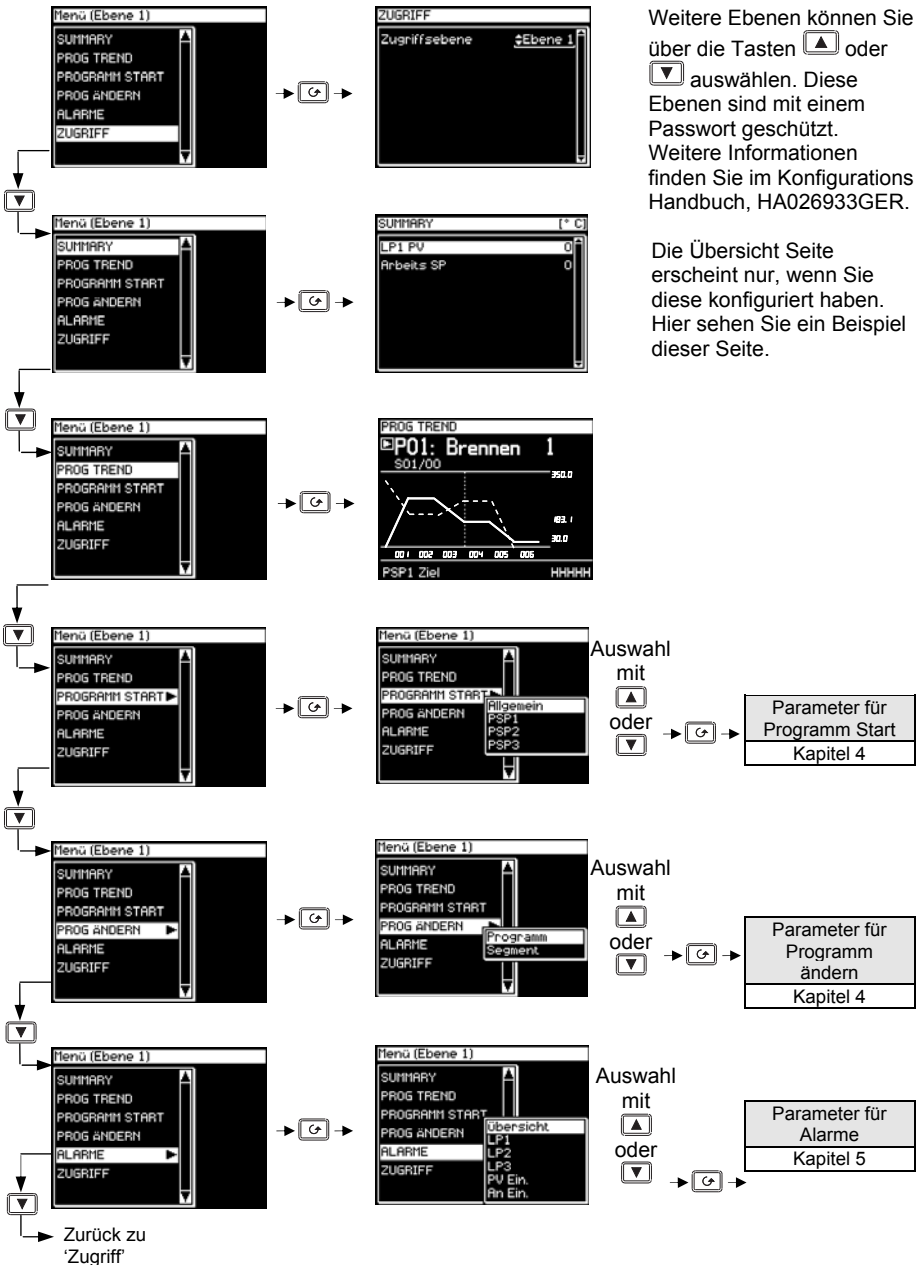 Menü (Ebene 1)
SUMMARY
PROG TREND
PROGRAMM START
PROG ÄNDERN
ALARME
ZUGRIFF
ZUGRIFF
Zugriffsebene Ebene 1
Weitere Ebenen können Sie
über die Tasten ▲ oder
▼ auswählen. Diese
Ebenen sind mit einem
Passwort geschützt.
Weitere Informationen
finden Sie im Konfigurations
Handbuch, HA026933GER.
Menü (Ebene 1)
SUMMARY
PROG TREND
PROGRAMM START
PROG ÄNDERN
ALARME
ZUGRIFF
SUMMARY [° C]
LP1 PV 0
Arbeits SP 0
Die Übersicht Seite
erscheint nur, wenn Sie
diese konfiguriert haben.
Hier sehen Sie ein Beispiel
dieser Seite.
Menü (Ebene 1)
SUMMARY
PROG TREND
PROGRAMM START
PROG ÄNDERN
ALARME
ZUGRIFF
PROG TREND
P01: Brennen 1
S01/00
350.0
183.1
30.0
001 002 003 004 005 006
PSP1 Ziel HHHHH
Menü (Ebene 1)
SUMMARY
PROG TREND
PROGRAMM START
PROG ÄNDERN
ALARME
ZUGRIFF
Menü (Ebene 1)
SUMMARY
PROG TREND
PROGRAMM START
PROG ÄNDERN
ALARME
ZUGRIFF
Allgemein
PSP1
PSP2
PSP3
Auswahl
mit
▲
oder
▼
Parameter für
Programm Start
Kapitel 4
Menü (Ebene 1)
SUMMARY
PROG TREND
PROGRAMM START
PROG ÄNDERN
ALARME
ZUGRIFF
Menü (Ebene 1)
SUMMARY
PROG TREND
PROGRAMM START
PROG ÄNDERN
ALARME
ZUGRIFF
Programm
Segment
Auswahl
mit
▲
oder
▼
Parameter für
Programm
ändern
Kapitel 4
Menü (Ebene 1)
SUMMARY
PROG TREND
PROGRAMM START
PROG ÄNDERN
ALARME
ZUGRIFF
Menü (Ebene 1)
SUMMARY
PROG TREND
PROGRAMM START
PROG ÄNDERN
ALARME
ZUGRIFF
Übersicht
LP1
LP2
LP3
PV Ein.
An Ein.
Auswahl
mit
▲
oder
▼
Parameter für
Alarme
Kapitel 5
Zurück zu
'Zugriff'